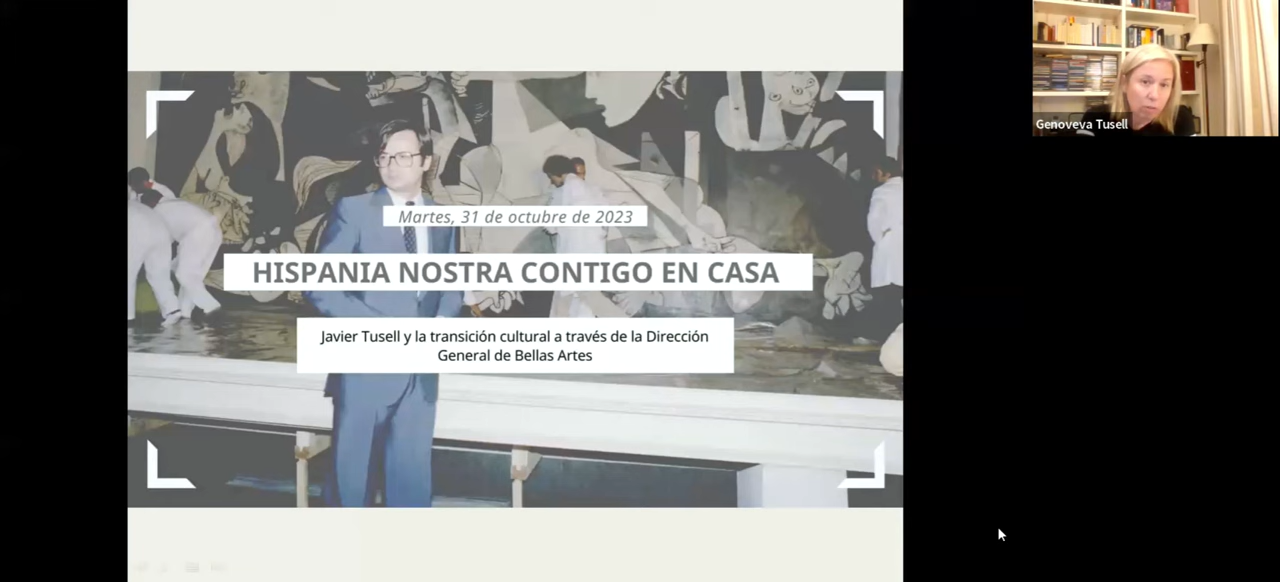 Genoveva Tusell
Martes, 31 de octubre de 2023
HISPANIA NOSTRA CONTIGO EN CASA
Javier Tusell y la transición cultural a través de la Dirección
General de Bellas Artes